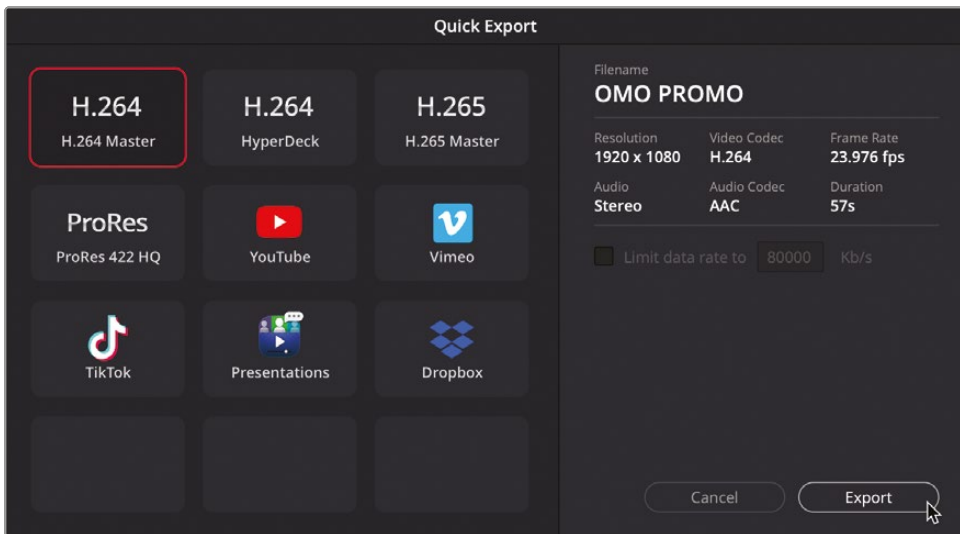 Quick Export
H.264
H.264 Master
H.264
HyperDeck
H.265
H.265 Master
ProRes
ProRes 422 HQ
YouTube
Vimeo
TikTok
Presentations
Dropbox
Filename
OMO PROMO
Resolution Video Codec Frame Rate
1920 x 1080 H.264 23.976 fps
Audio Audio Codec Duration
Stereo AAC 57s
Limit data rate to 80000 Kb/s
Cancel Export